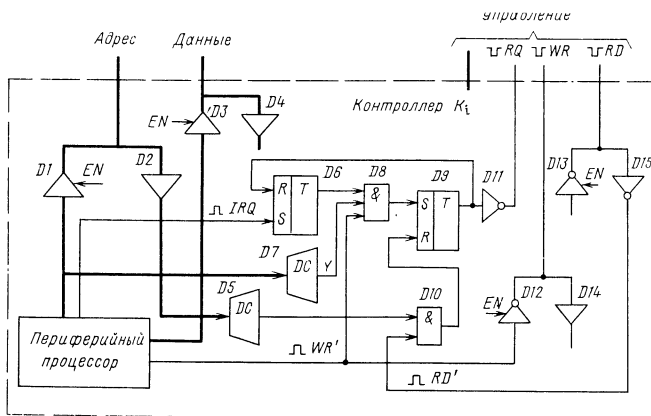 управление
Адрес Данные
RQ WR RD
Контроллер Ki
EN D3 D4
D1 EN D2
D13 EN D15
R T D6 D8 D9 D11
IRQ S & S T
R
D7
DC Y
D5
DC D10
&
EN D12 D14
Периферийный
процессор
WR'
RD'